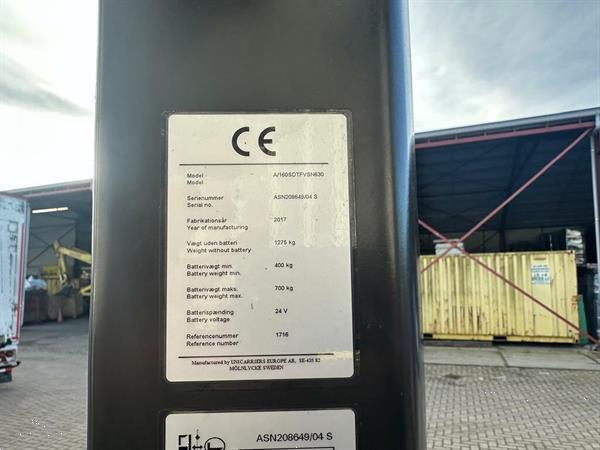 CE
Model A/160SDTFVSN630
Model
Serienummer ASN208649/04 S
Serial no.
Fabrikationsår 2017
Year of manufacturing
Vægt uden batteri 1275 kg
Weight without battery
Batterivægt min. 400 kg
Battery weight min.
Batterivægt maks. 700 kg
Battery weight max.
Batterispænding 24 V
Battery voltage
Referencenummer 1716
Reference number
Manufactured by UNICARRIERS EUROPE AB, SE-435 82
MÖLNLYCKE SWEDEN
ASN208649/04 S